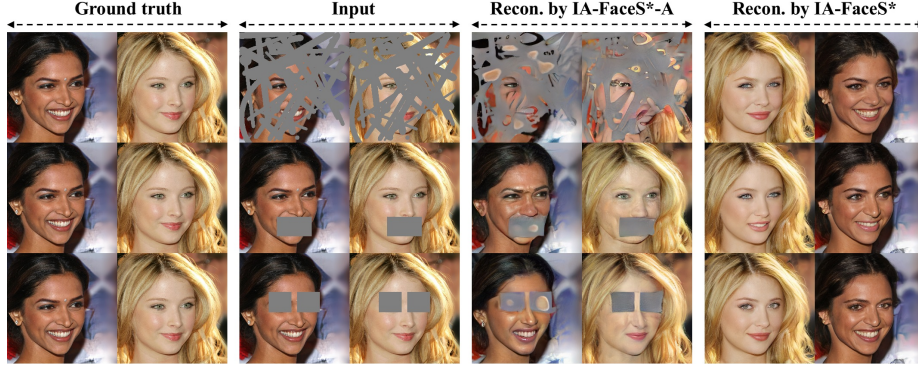 Ground truth
Input
Recon. by IA-FaceS*-A
Recon. by IA-FaceS*